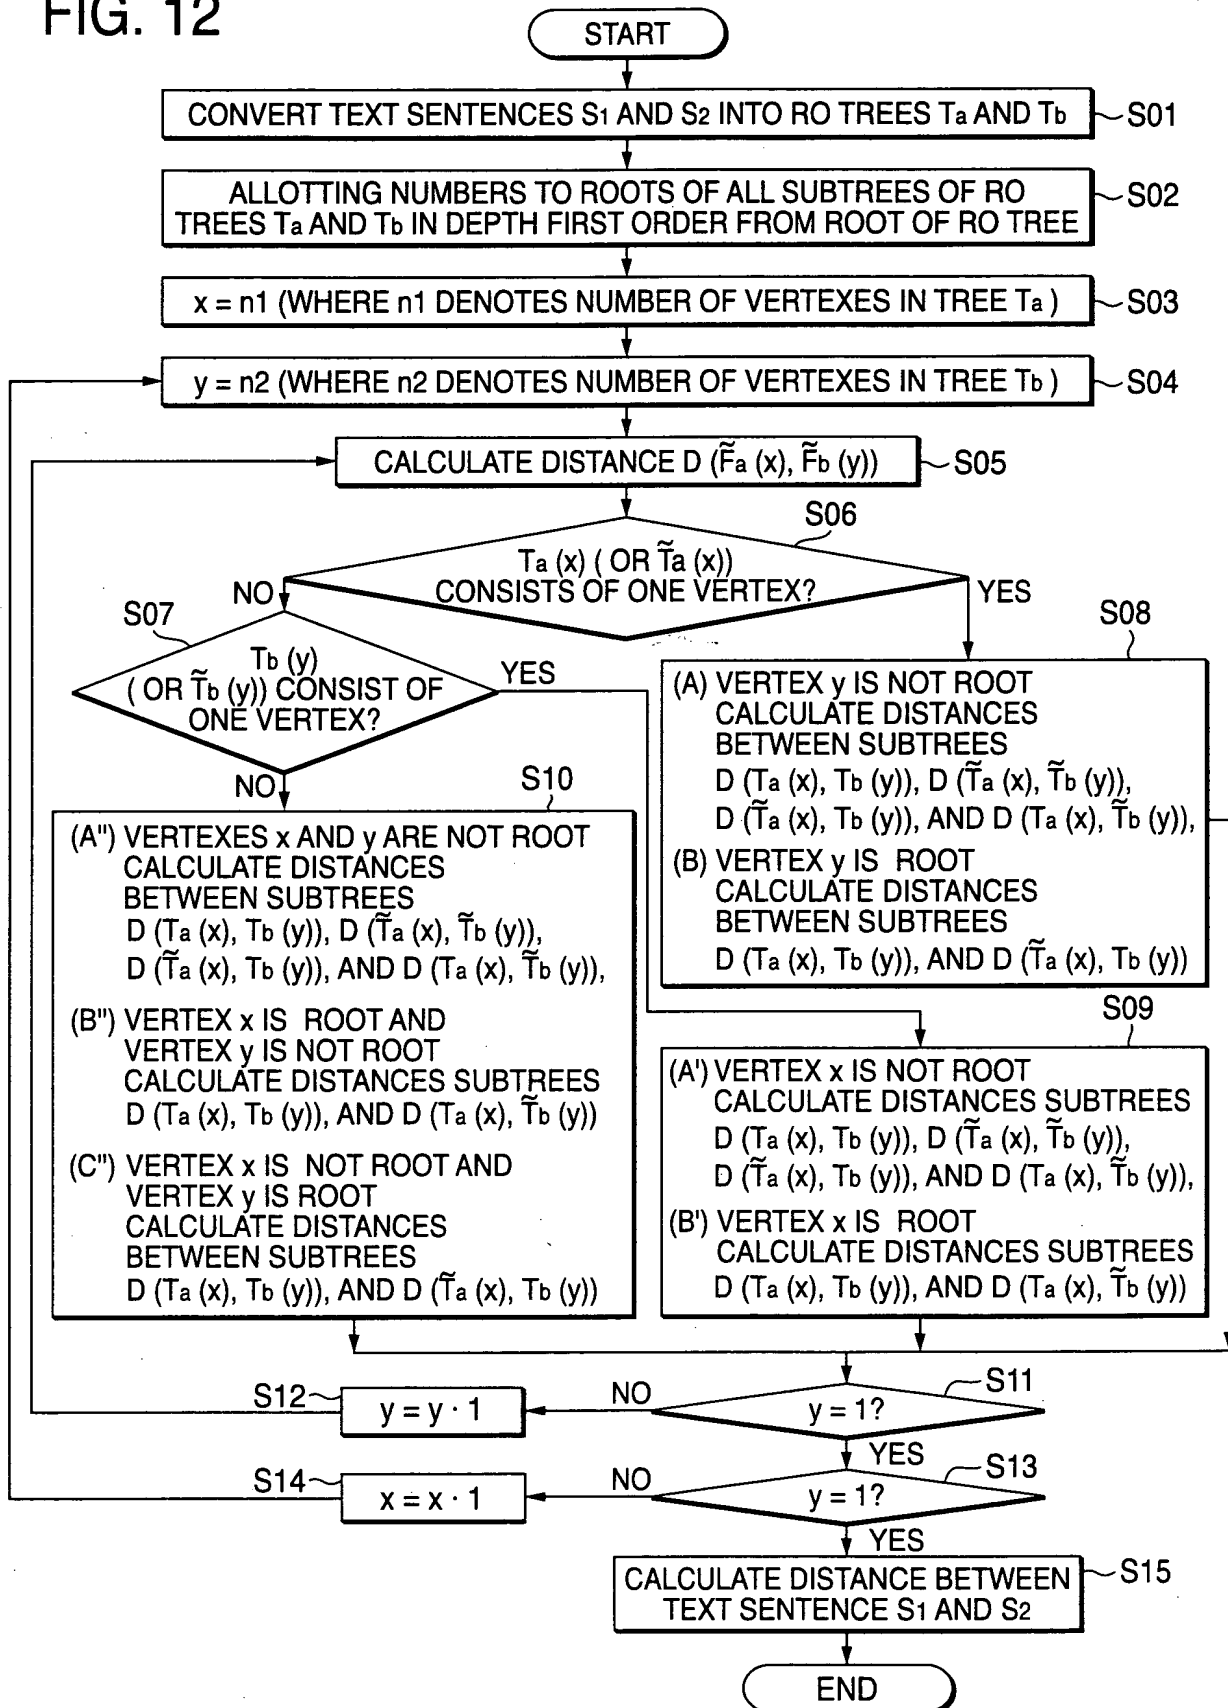 FIG. 12
START
CONVERT TEXT SENTENCES S1 AND S2 INTO RO TREES Ta AND Tb
S01
ALLOTTING NUMBERS TO ROOTS OF ALL SUBTREES OF RO
TREES Ta AND Tb IN DEPTH FIRST ORDER FROM ROOT OF RO TREE
S02
x = n1 (WHERE n1 DENOTES NUMBER OF VERTEXES IN TREE Ta )
S03
y = n2 (WHERE n2 DENOTES NUMBER OF VERTEXES IN TREE Tb )
S04
CALCULATE DISTANCE D (F̃a (x), F̃b (y))
S05
S06
Ta (x) ( OR T̃a (x))
CONSISTS OF ONE VERTEX?
NO
YES
S07
Tb (y)
( OR T̃b (y)) CONSIST OF
ONE VERTEX?
YES
NO
S08
(A) VERTEX y IS NOT ROOT
CALCULATE DISTANCES
BETWEEN SUBTREES
D (Ta (x), Tb (y)), D (T̃a (x), T̃b (y)),
D (T̃a (x), Tb (y)), AND D (Ta (x), T̃b (y)),
(B) VERTEX y IS ROOT
CALCULATE DISTANCES
BETWEEN SUBTREES
D (Ta (x), Tb (y)), AND D (T̃a (x), Tb (y))
S10
(A") VERTEXES x AND y ARE NOT ROOT
CALCULATE DISTANCES
BETWEEN SUBTREES
D (Ta (x), Tb (y)), D (T̃a (x), T̃b (y)),
D (T̃a (x), Tb (y)), AND D (Ta (x), T̃b (y)),
(B") VERTEX x IS ROOT AND
VERTEX y IS NOT ROOT
CALCULATE DISTANCES SUBTREES
D (Ta (x), Tb (y)), AND D (Ta (x), T̃b (y))
(C") VERTEX x IS NOT ROOT AND
VERTEX y IS ROOT
CALCULATE DISTANCES
BETWEEN SUBTREES
D (Ta (x), Tb (y)), AND D (T̃a (x), Tb (y))
S09
(A') VERTEX x IS NOT ROOT
CALCULATE DISTANCES SUBTREES
D (Ta (x), Tb (y)), D (T̃a (x), T̃b (y)),
D (T̃a (x), Tb (y)), AND D (Ta (x), T̃b (y)),
(B') VERTEX x IS ROOT
CALCULATE DISTANCES SUBTREES
D (Ta (x), Tb (y)), AND D (Ta (x), T̃b (y))
S12
y = y · 1
NO
y = 1?
S11
YES
S14
x = x · 1
NO
y = 1?
S13
YES
CALCULATE DISTANCE BETWEEN
TEXT SENTENCE S1 AND S2
S15
END